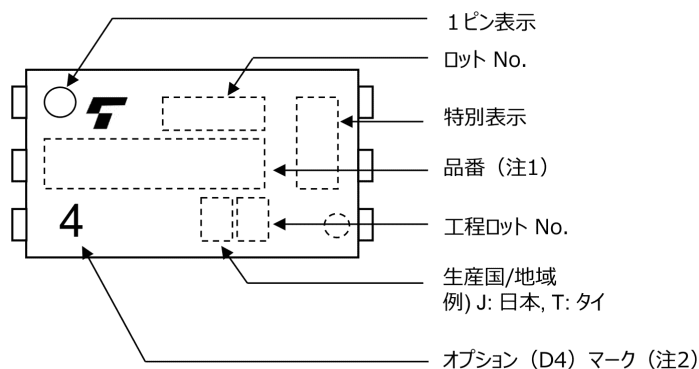 1ピン表示
ロット No.
特別表示
品番（注1）
4
工程ロット No.
生産国/地域
例) J: 日本, T: タイ
オプション（D4）マーク（注2）